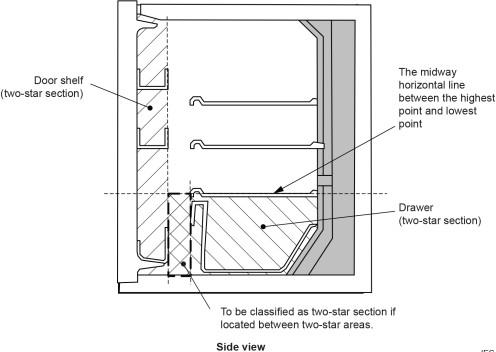 Door shelf
(two-star section)
The midway
horizontal line
between the highest
point and lowest
point
Drawer
(two-star section)
To be classified as two-star section if
located between two-star areas.
Side view